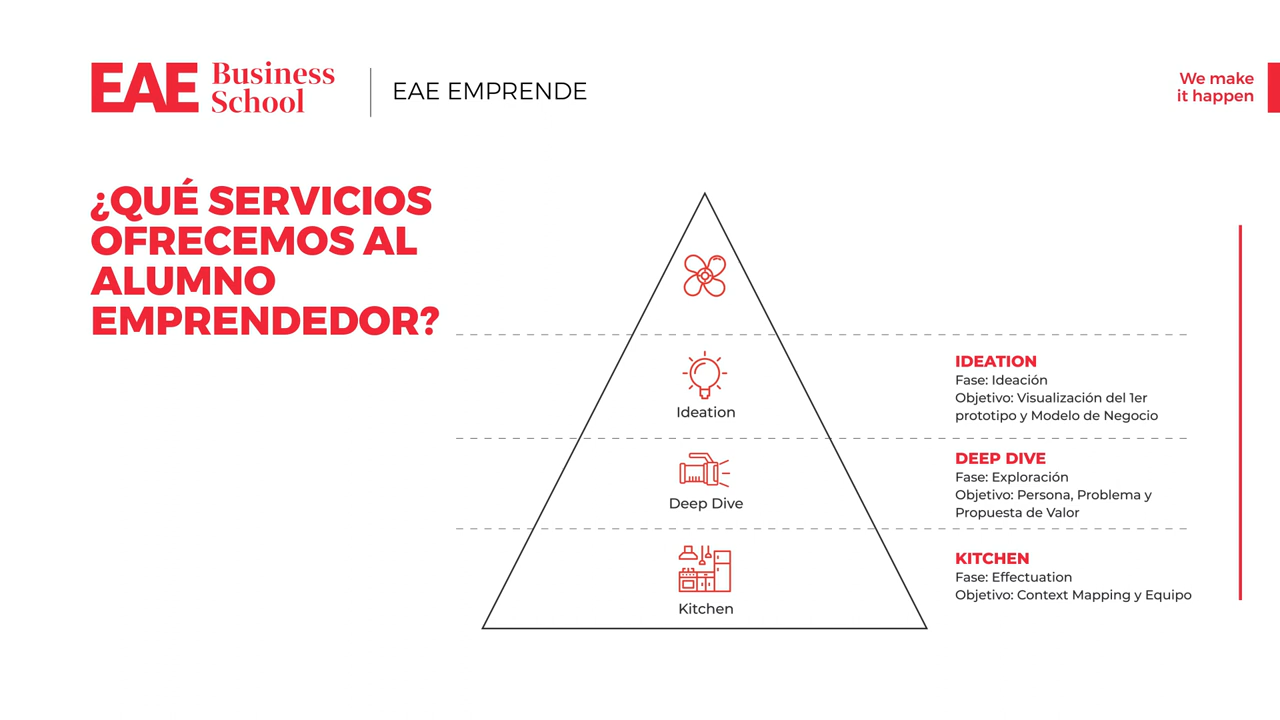 EAE Business
School
EAE EMPRENDE
We make
it happen
¿QUÉ SERVICIOS
OFRECEMOS AL
ALUMNO
EMPRENDEDOR?
Ideation
IDEATION
Fase: Ideación
Objetivo: Visualización del 1er
prototipo y Modelo de Negocio
Deep Dive
DEEP DIVE
Fase: Exploración
Objetivo: Persona, Problema y
Propuesta de Valor
Kitchen
KITCHEN
Fase: Effectuation
Objetivo: Context Mapping y Equipo